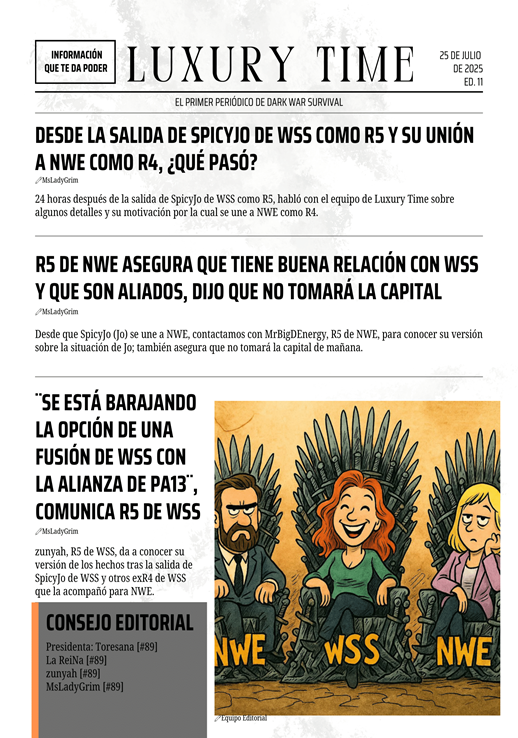 INFORMACIÓN
QUE TE DA PODER
LUXURY TIME
25 DE JULIO
DE 2025
ED. 11
EL PRIMER PERIÓDICO DE DARK WAR SURVIVAL
DESDE LA SALIDA DE SPICYJO DE WSS COMO R5 Y SU UNIÓN
A NWE COMO R4, ¿QUÉ PASÓ?
MsLadyGrim
24 horas después de la salida de SpicyJo de WSS como R5, habló con el equipo de Luxury Time sobre
algunos detalles y su motivación por la cual se une a NWE como R4.
R5 DE NWE ASEGURA QUE TIENE BUENA RELACIÓN CON WSS
Y QUE SON ALIADOS, DIJO QUE NO TOMARÁ LA CAPITAL
MsLadyGrim
Desde que SpicyJo (Jo) se une a NWE, contactamos con MrBigDEnergy, R5 de NWE, para conocer su versión
sobre la situación de Jo; también asegura que no tomará la capital de mañana.
¨SE ESTÁ BARAJANDO
LA OPCIÓN DE UNA
FUSIÓN DE WSS CON
LA ALIANZA DE PA13¨,
COMUNICA R5 DE WSS
MsLadyGrim
zunyah, R5 de WSS, da a conocer su
versión de los hechos tras la salida de
SpicyJo de WSS y otros exR4 de WSS
que la acompañó para NWE.
CONSEJO EDITORIAL
Presidenta: Toresana [#89]
La ReiNa [#89]
zunyah [#89]
MsLadyGrim [#89]
NWE
WSS
NWE
Equipo Editorial